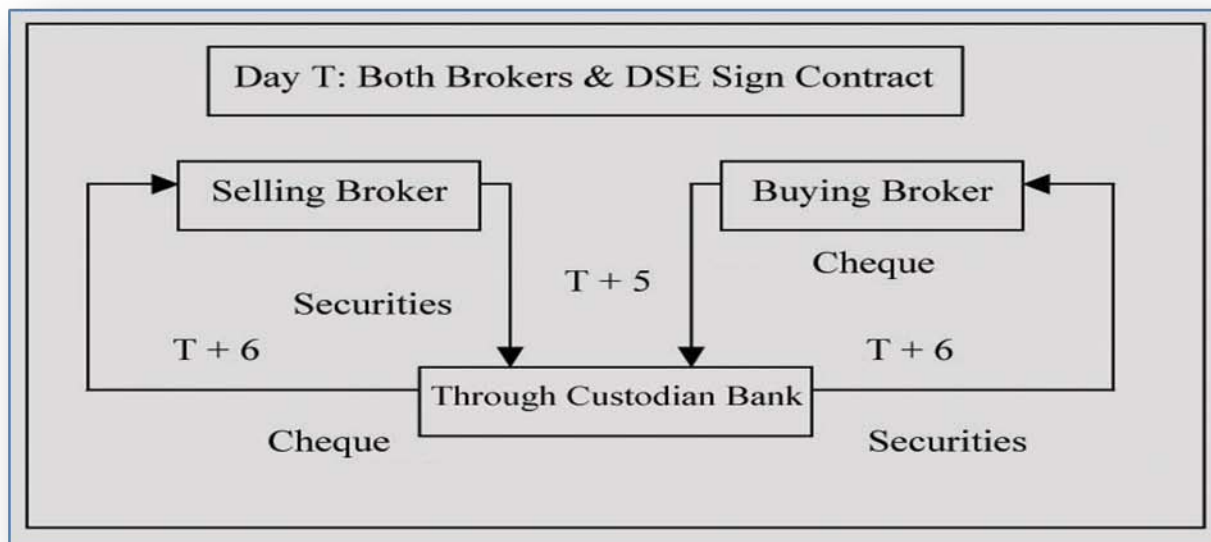 Day T: Both Brokers & DSE Sign Contract
Selling Broker
Buying Broker
Cheque
T + 5
Securities
T + 6
T + 6
Through Custodian Bank
Cheque
Securities